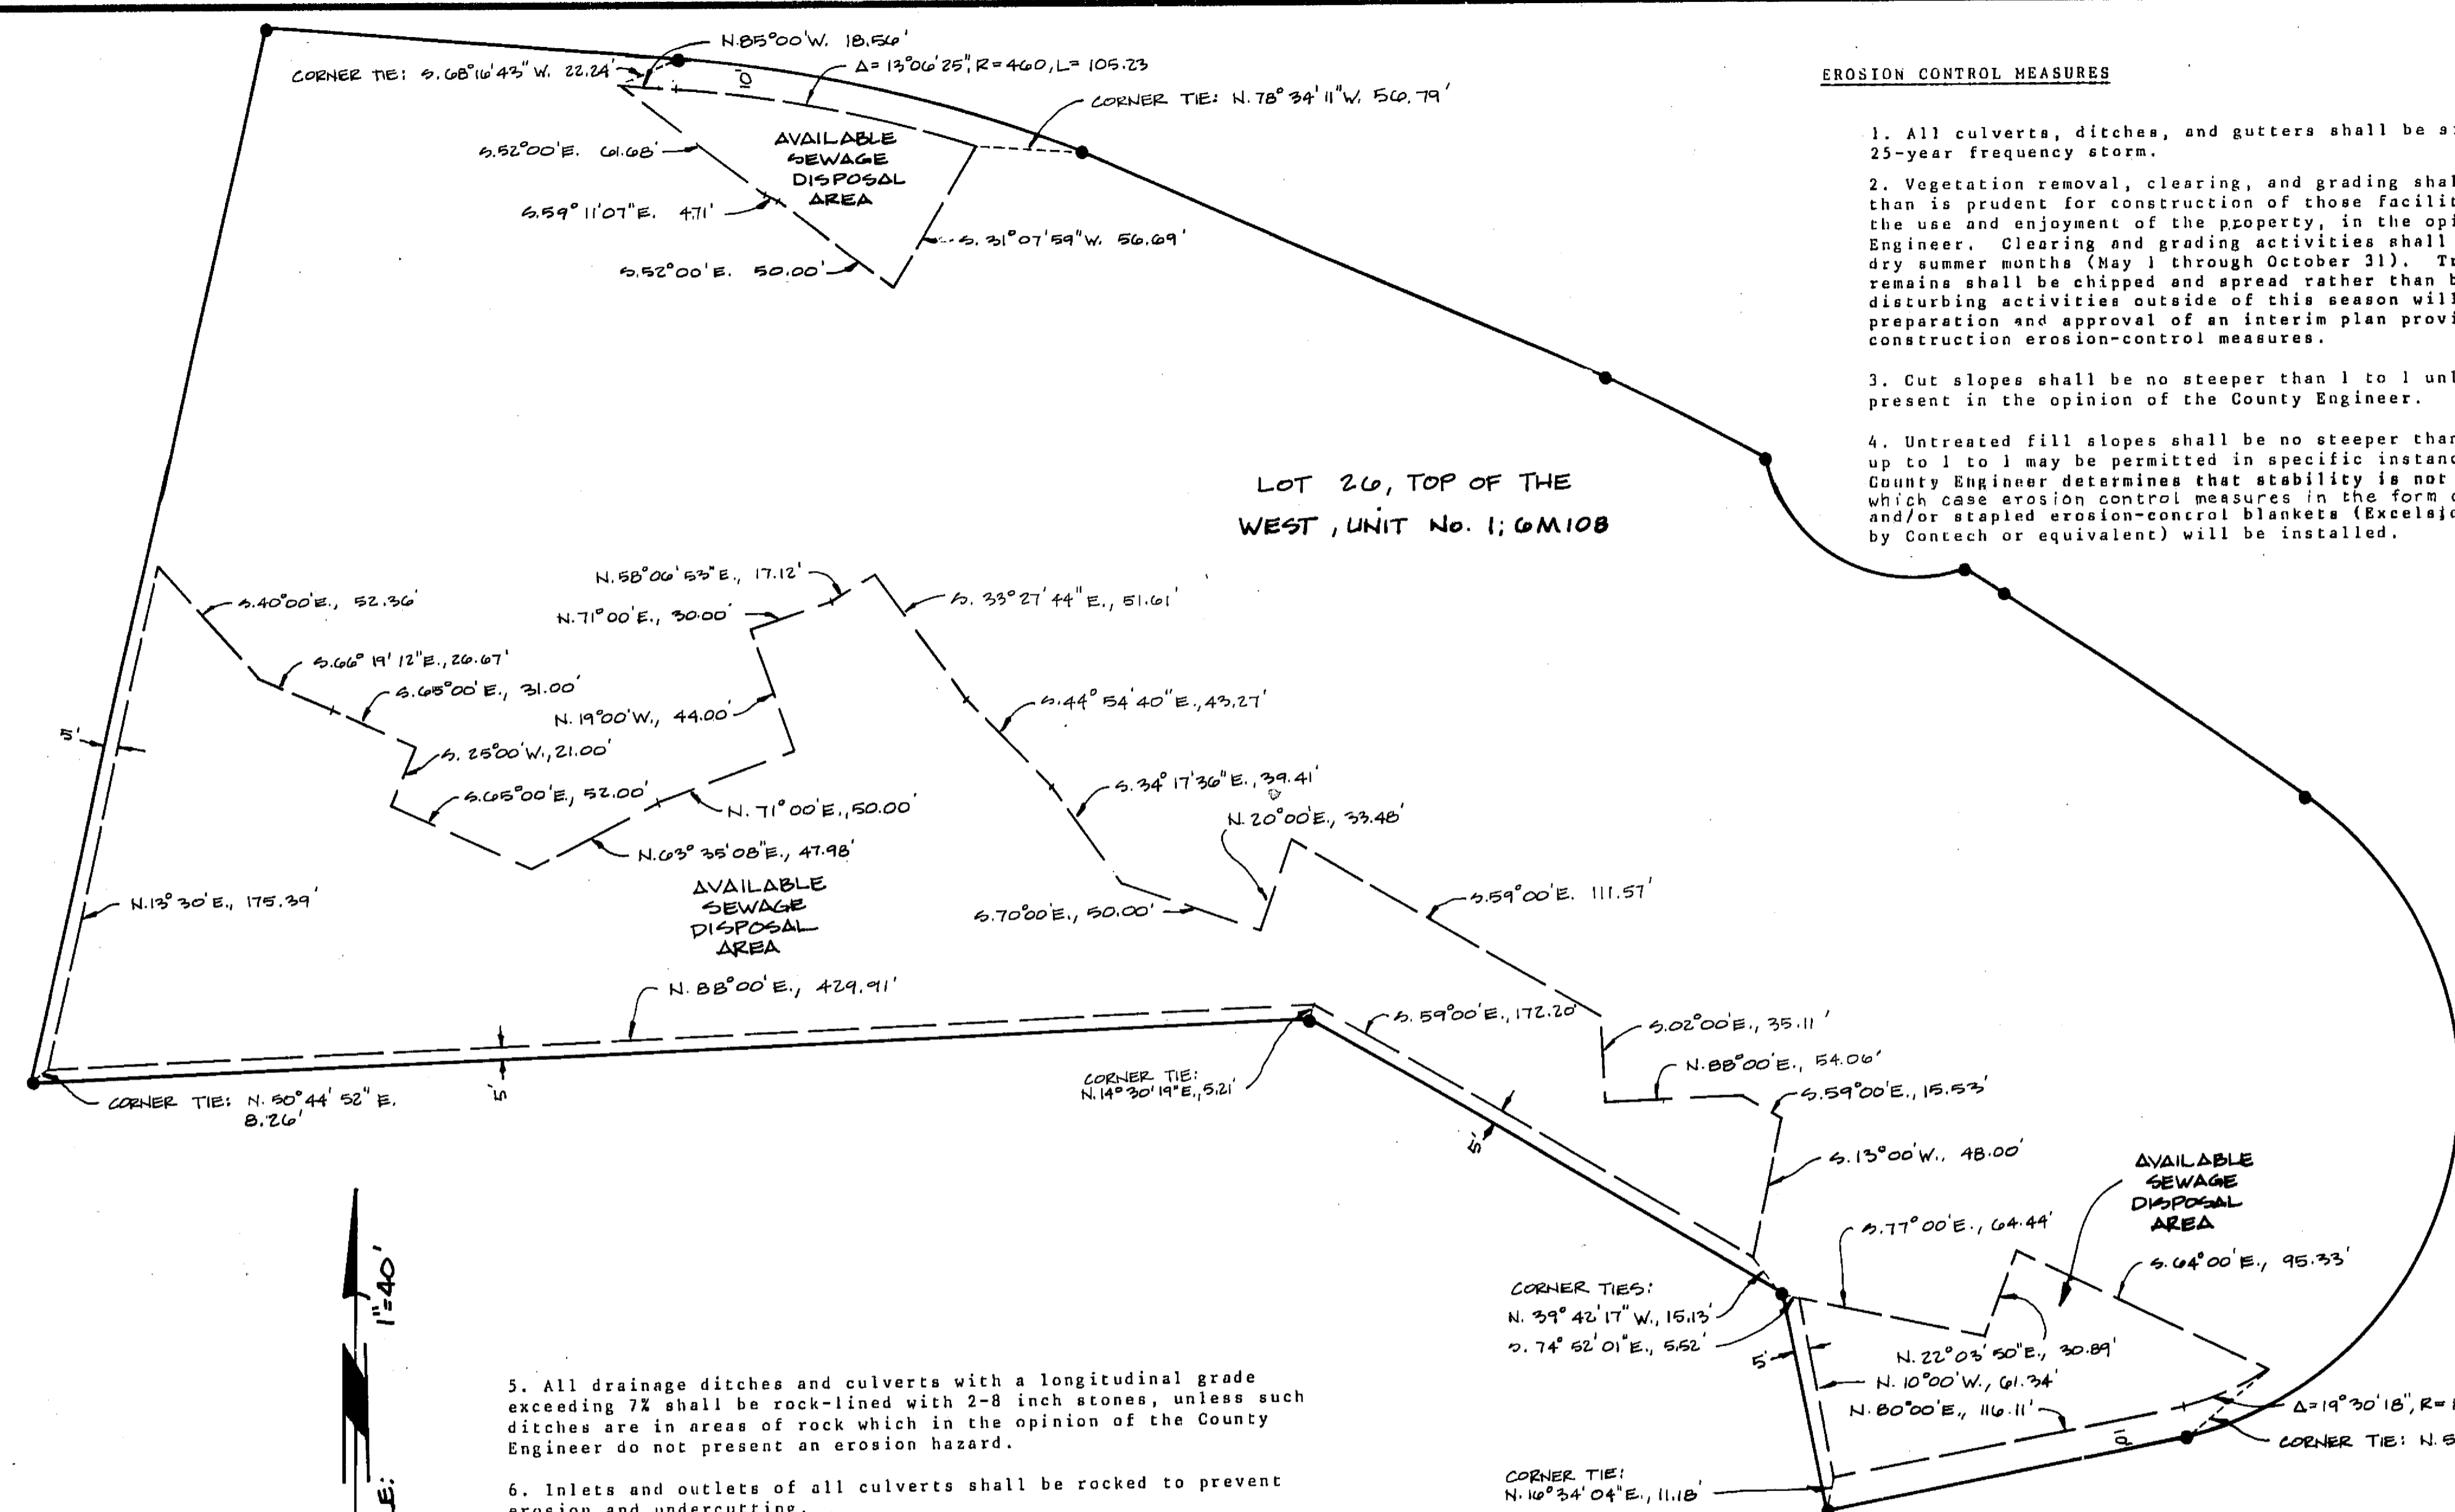 N.85°00'W. 18.56'
CORNER TIE: S.68°16'43"W. 22.24'
Δ=13°06'25", R=460, L=105.23
CORNER TIE: N.78°34'11"W. 56.79'
10'
S.52°00'E. 61.68'
AVAILABLE
SEWAGE
DISPOSAL
AREA
S.59°11'07"E. 4.71'
S.31°07'59"W. 56.69'
S.52°00'E. 50.00'
EROSION CONTROL MEASURES
1. All culverts, ditches, and gutters shall be
25-year frequency storm.
2. Vegetation removal, clearing, and grading
than is prudent for construction of those
the use and enjoyment of the property, in the
Engineer. Clearing and grading activities shall
dry summer months (May 1 through October 31).
remains shall be chipped and spread rather than
disturbing activities outside of this season will
preparation and approval of an interim plan
construction erosion-control measures.
3. Cut slopes shall be no steeper than 1 to 1
present in the opinion of the County Engineer.
4. Untreated fill slopes shall be no steeper than
up to 1 to 1 may be permitted in specific
County Engineer determines that stability is not
which case erosion control measures in the form
and/or stapled erosion-control blankets
by Contech or equivalent) will be installed.
LOT 26, TOP OF THE
WEST, UNIT No. 1; 6M108
S.40°00'E., 52.36'
N.58°06'53"E., 17.12'
N.71°00'E., 30.00'
S.33°27'44"E., 51.61'
S.66°19'12"E., 26.67'
S.65°00'E., 31.00'
N.19°00'W., 44.00'
S.44°54'40"E., 43.27'
5'
S.25°00'W., 21.00'
S.65°00'E., 52.00'
N.71°00'E., 50.00'
S.34°17'36"E., 39.41'
N.20°00'E., 33.48'
N.63°35'08"E., 47.98'
AVAILABLE
SEWAGE
DISPOSAL
AREA
N.13°30'E., 175.39'
S.70°00'E., 50.00'
S.59°00'E. 111.57'
N.88°00'E., 429.91'
S.59°00'E., 172.20'
S.02°00'E., 35.11'
N.88°00'E., 54.06'
S.59°00'E., 15.53'
CORNER TIE: N.50°44'52"E.
8.26'
5'
CORNER TIE:
N.14°30'19"E., 5.21'
5'
S.13°00'W., 48.00'
AVAILABLE
SEWAGE
DISPOSAL
AREA
S.77°00'E., 64.44'
S.64°00'E., 95.33'
CORNER TIES:
N.39°42'17"W., 15.13'
S.74°52'01"E., 5.52'
5'
N.22°03'50"E., 30.89'
N.10°00'W., 61.34'
N.80°00'E., 116.11'
Δ=19°30'18", R=
10'
CORNER TIE: N.
CORNER TIE:
N.16°34'04"E., 11.18'
1"=40'
5. All drainage ditches and culverts with a longitudinal grade
exceeding 7% shall be rock-lined with 2-8 inch stones, unless such
ditches are in areas of rock which in the opinion of the County
Engineer do not present an erosion hazard.
6. Inlets and outlets of all culverts shall be rocked to prevent
erosion and undercutting.